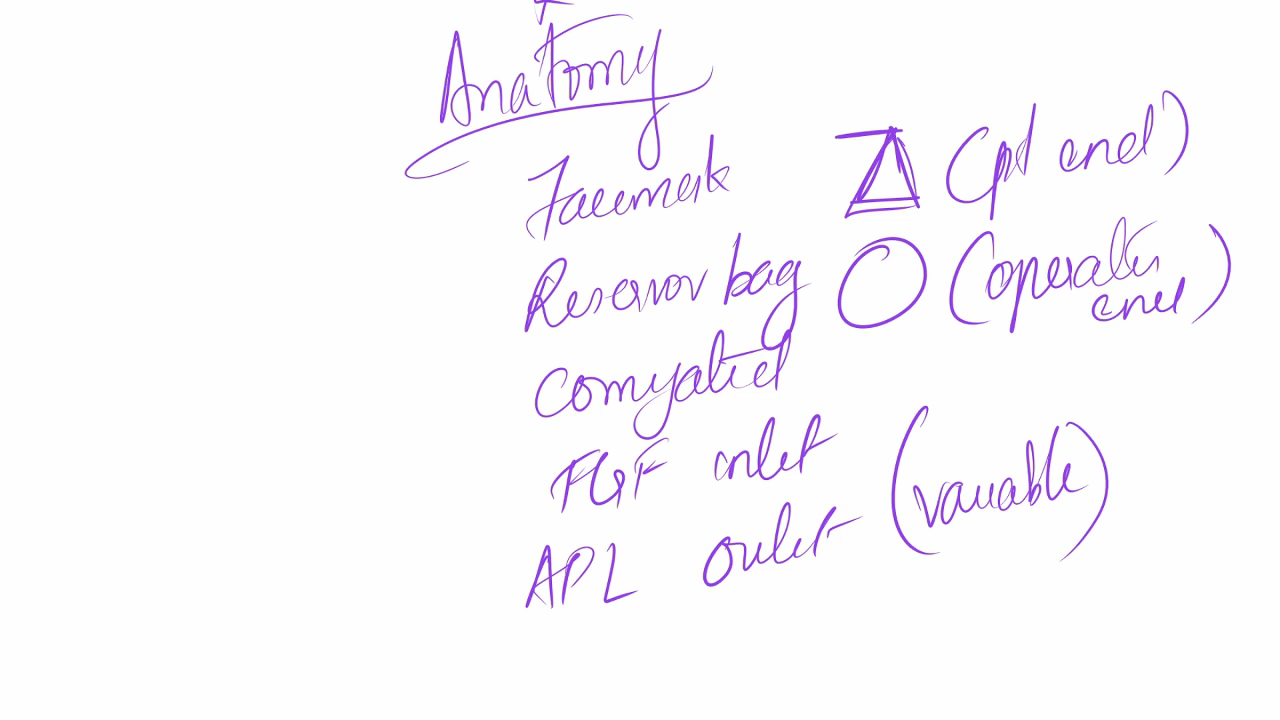 Anatomy
Facemask (pt end)
Reservoir bag (operator end)
Corrugated
FGF inlet (variable)
APL outlet